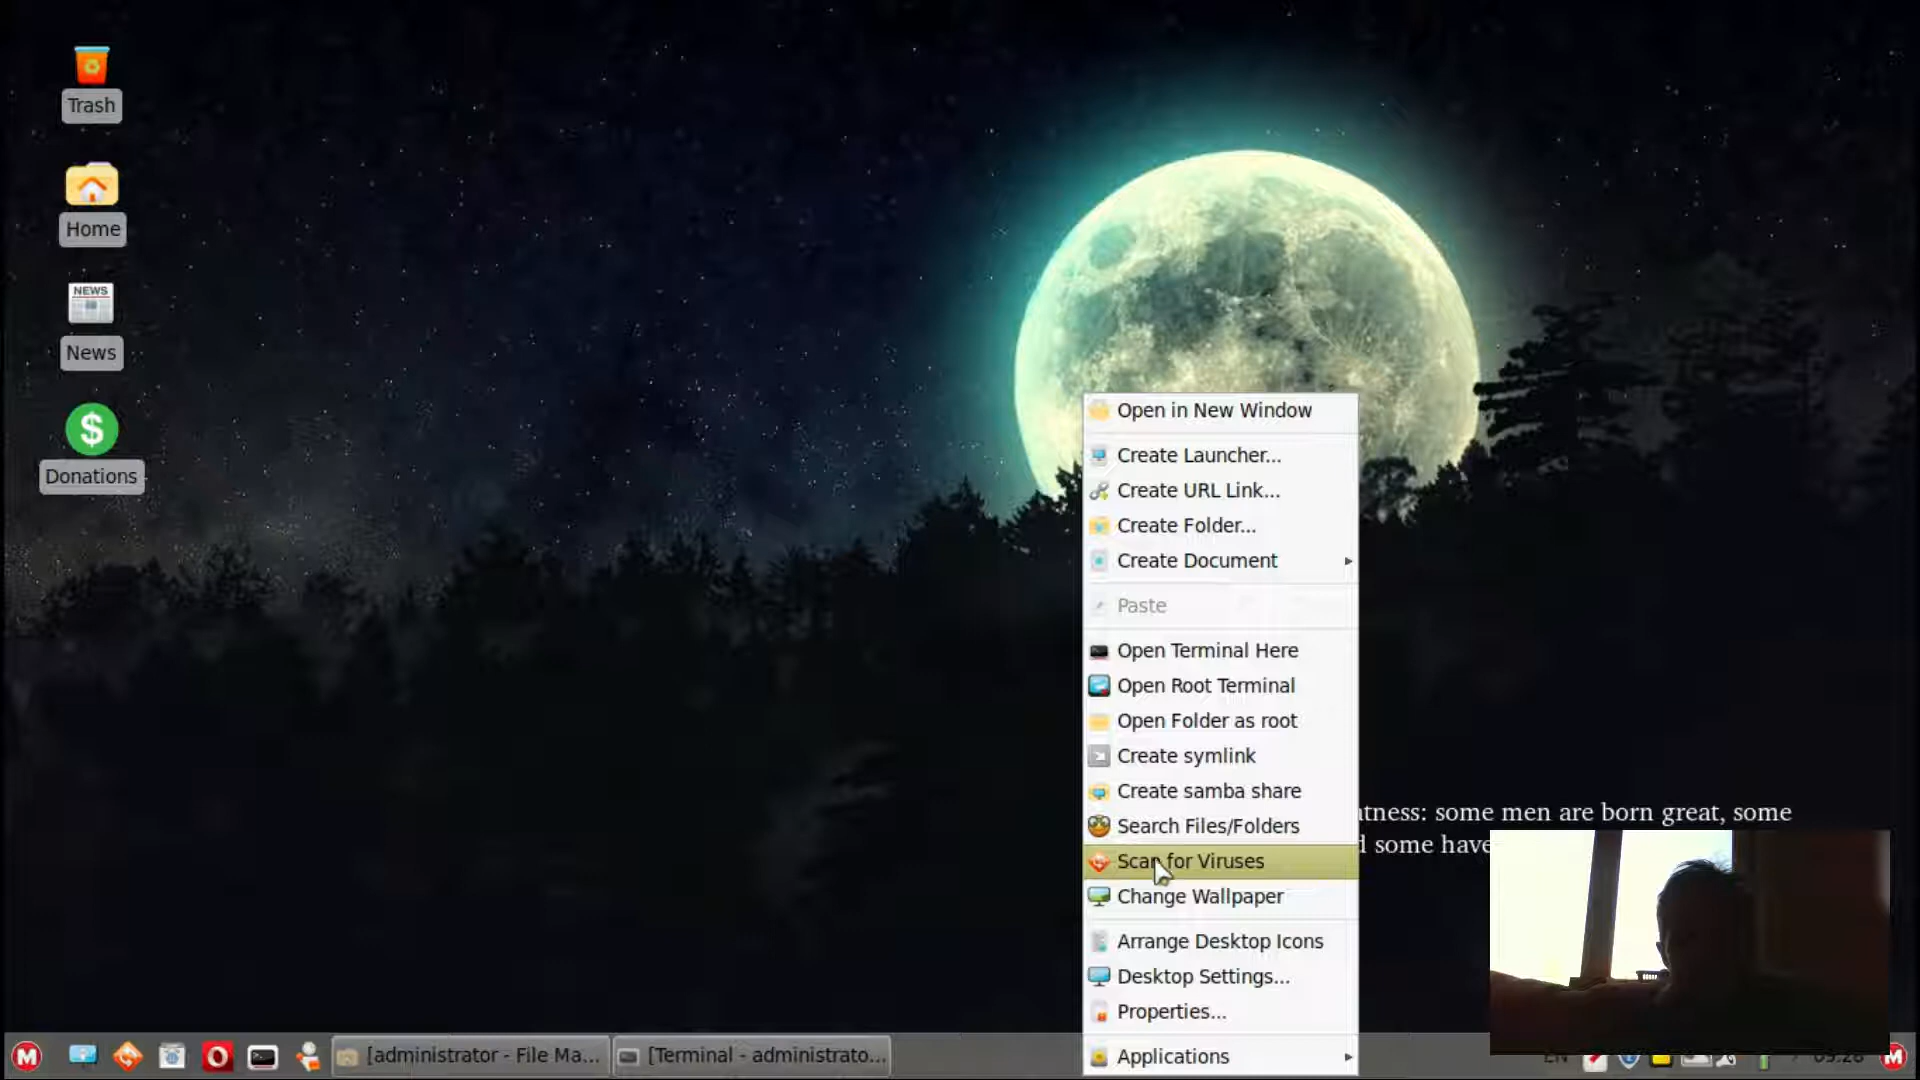 Trash
Home
NEWS
News
$
Donations
Open in New Window
Create Launcher...
Create URL Link...
Create Folder...
Create Document
Paste
Open Terminal Here
Open Root Terminal
Open Folder as root
Create symlink
Create samba share
Search Files/Folders
Scan for Viruses
Change Wallpaper
Arrange Desktop Icons
Desktop Settings...
Properties...
Applications
atness: some men are born great, some
some have
M
[administrator - File Ma...
[Terminal - administrato...
EN
09:28
M